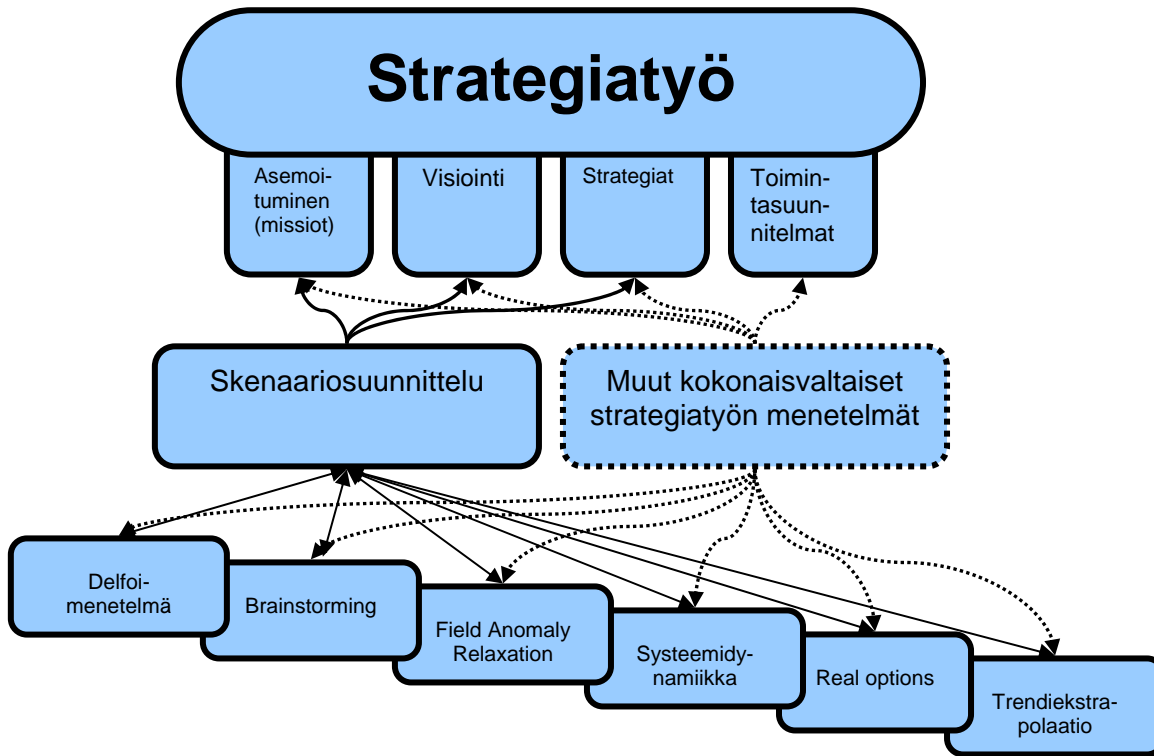 Strategiatyö
Asemoi-
tuminen
(missiot)
Visiointi
Strategiat
Toimin-
tasuun-
nitelmat
Skenaariosuunnittelu
Muut kokonaisvaltaiset
strategiatyön menetelmät
Delfoi-
menetelmä
Brainstorming
Field Anomaly
Relaxation
Systeemidy-
namiikka
Real options
Trendiekstra-
polaatio